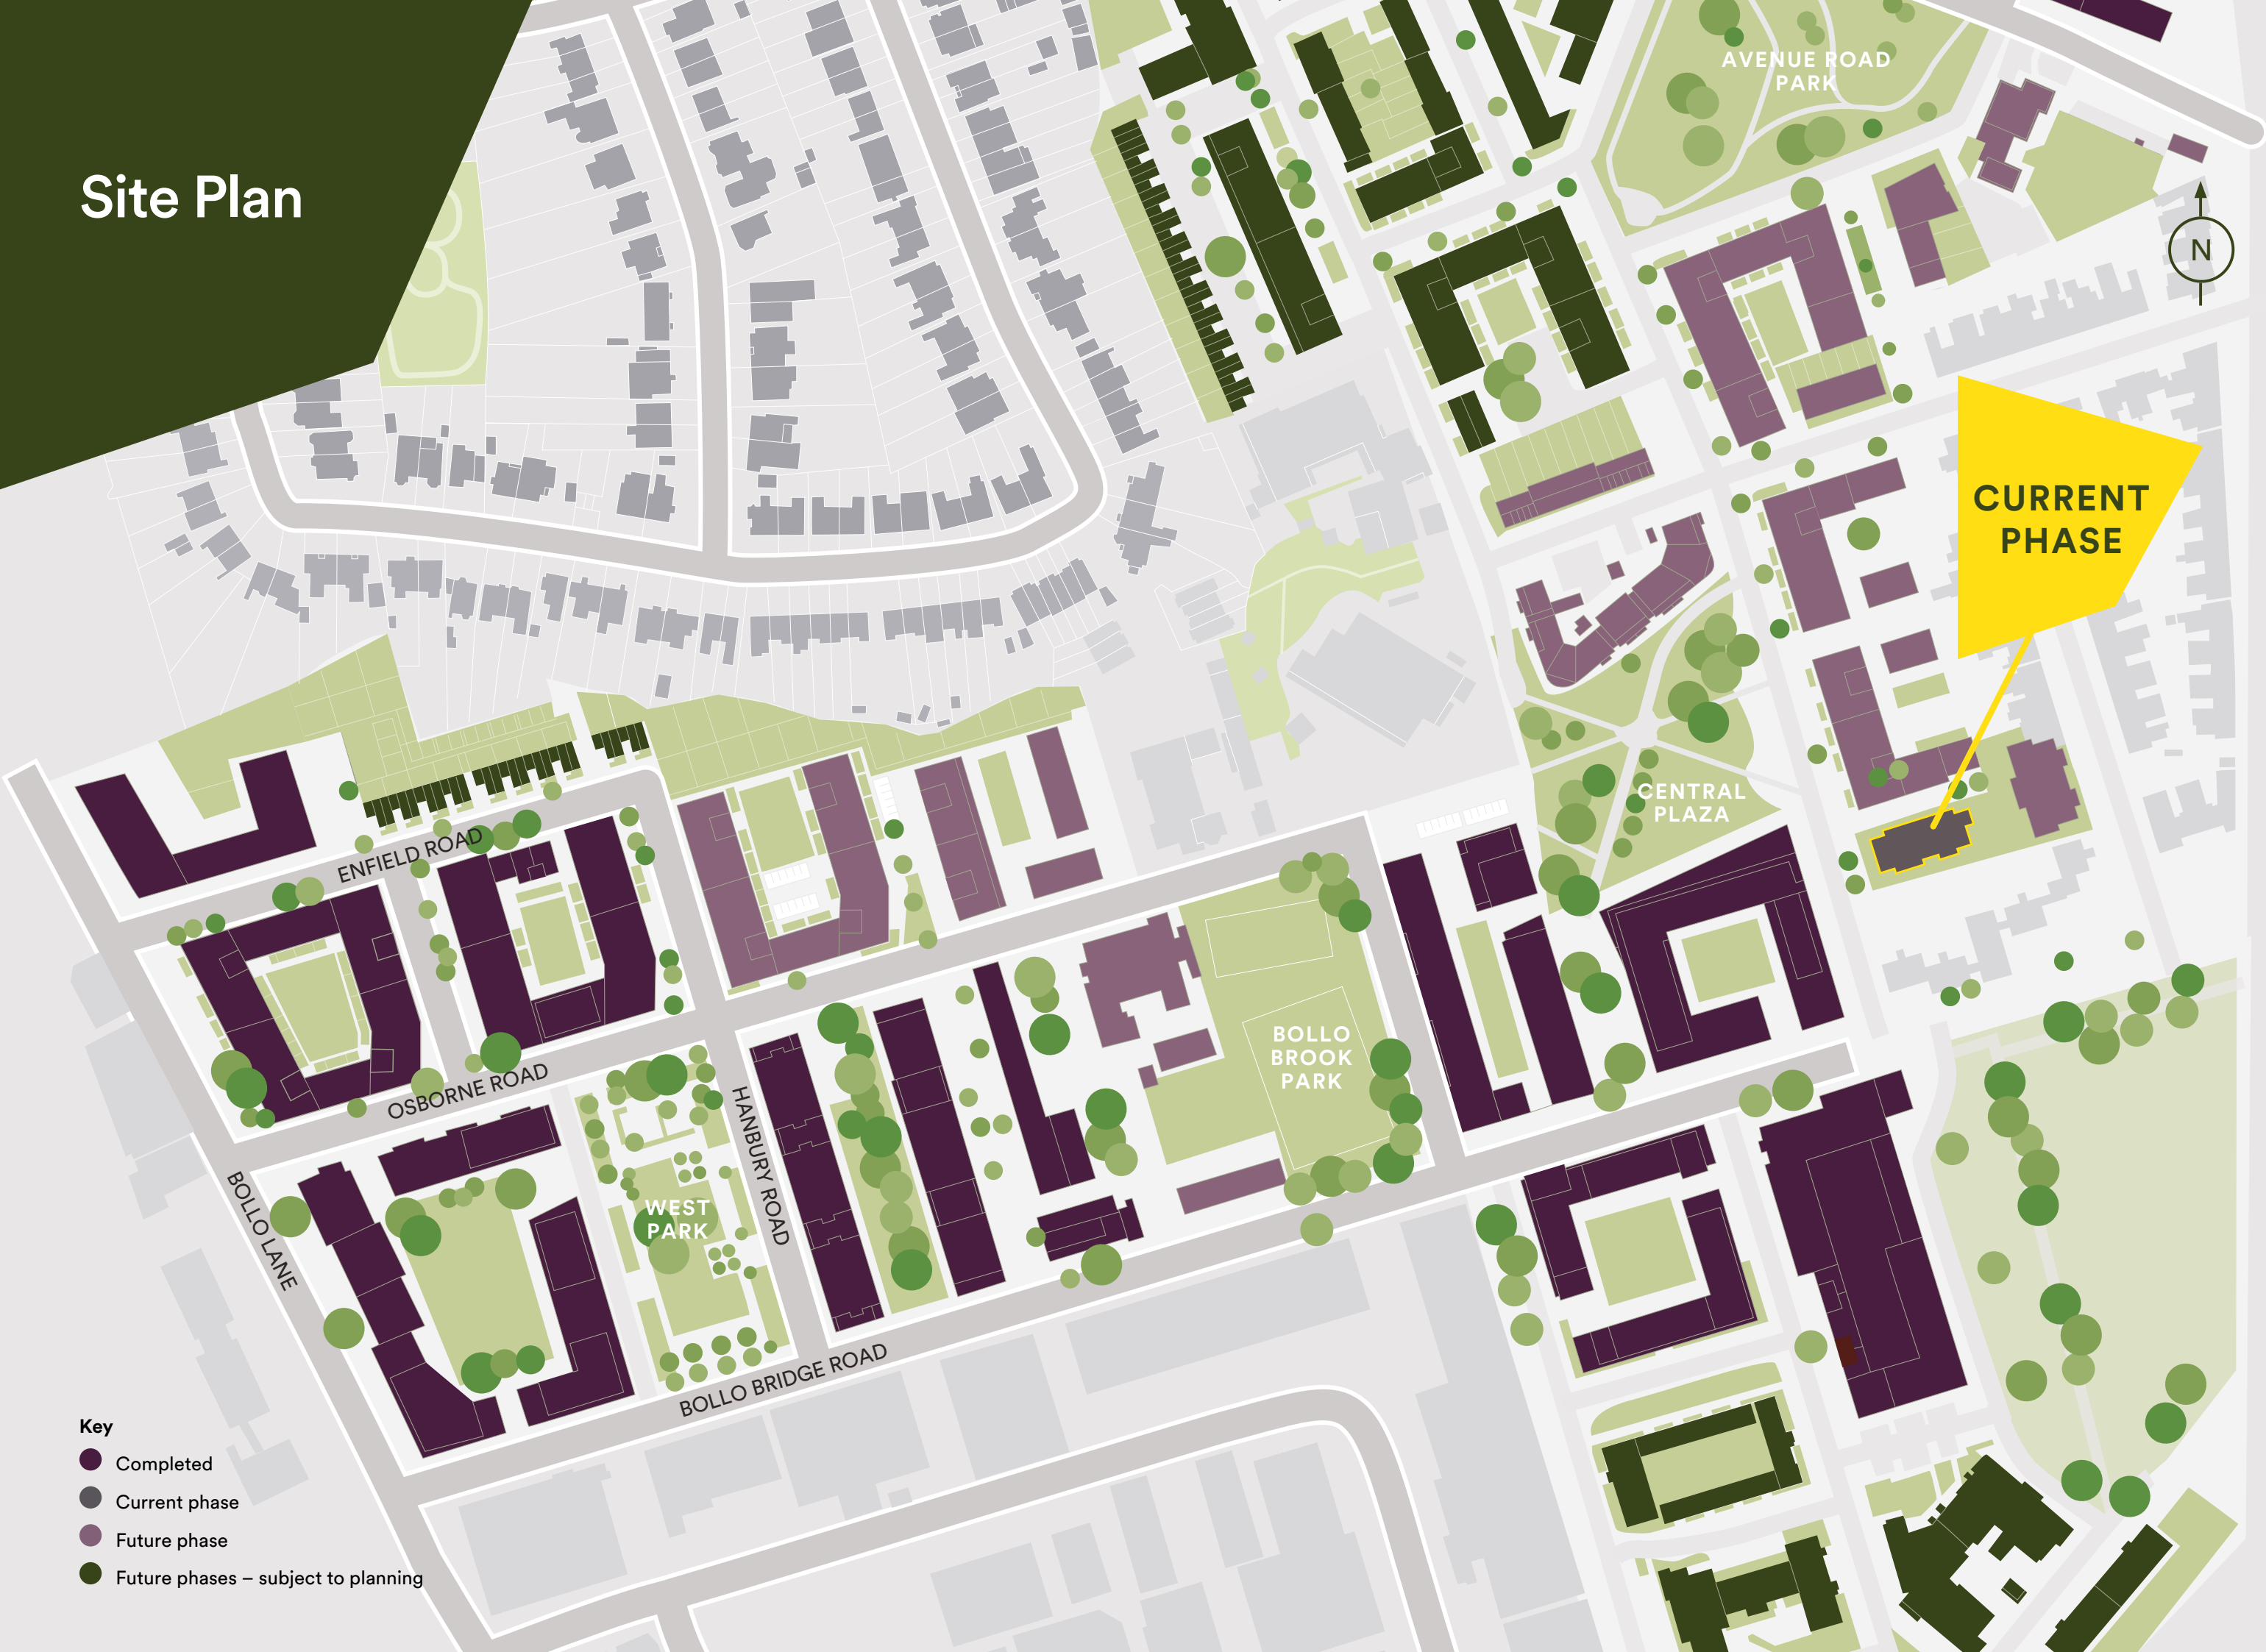 Site Plan
AVENUE ROAD
PARK
N
CURRENT
PHASE
CENTRAL
PLAZA
ENFIELD ROAD
BOLLO
BROOK
PARK
OSBORNE ROAD
HANBURY ROAD
WEST
PARK
BOLLO LANE
BOLLO BRIDGE ROAD
Key
Completed
Current phase
Future phase
Future phases – subject to planning